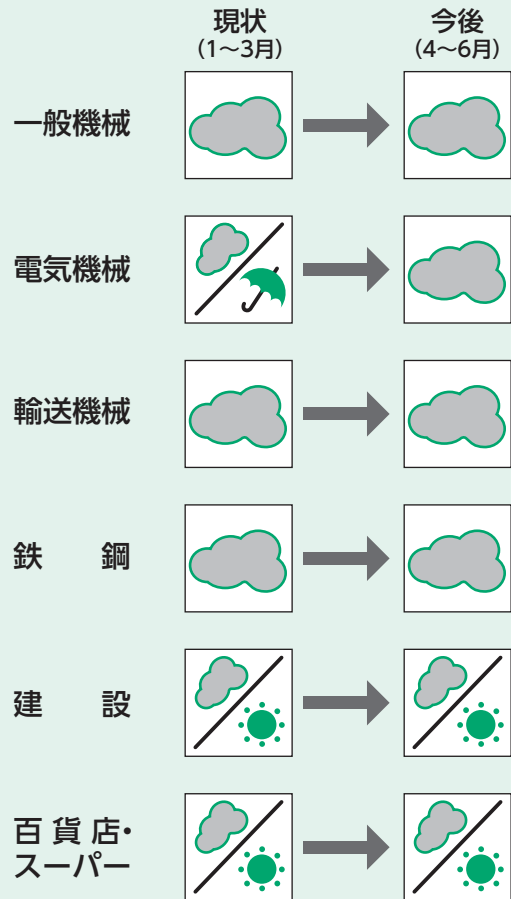 現状 今後
(1〜3月) (4〜6月)
一般機械
電気機械
輸送機械
鉄 鋼
建 設
百貨店・
スーパー